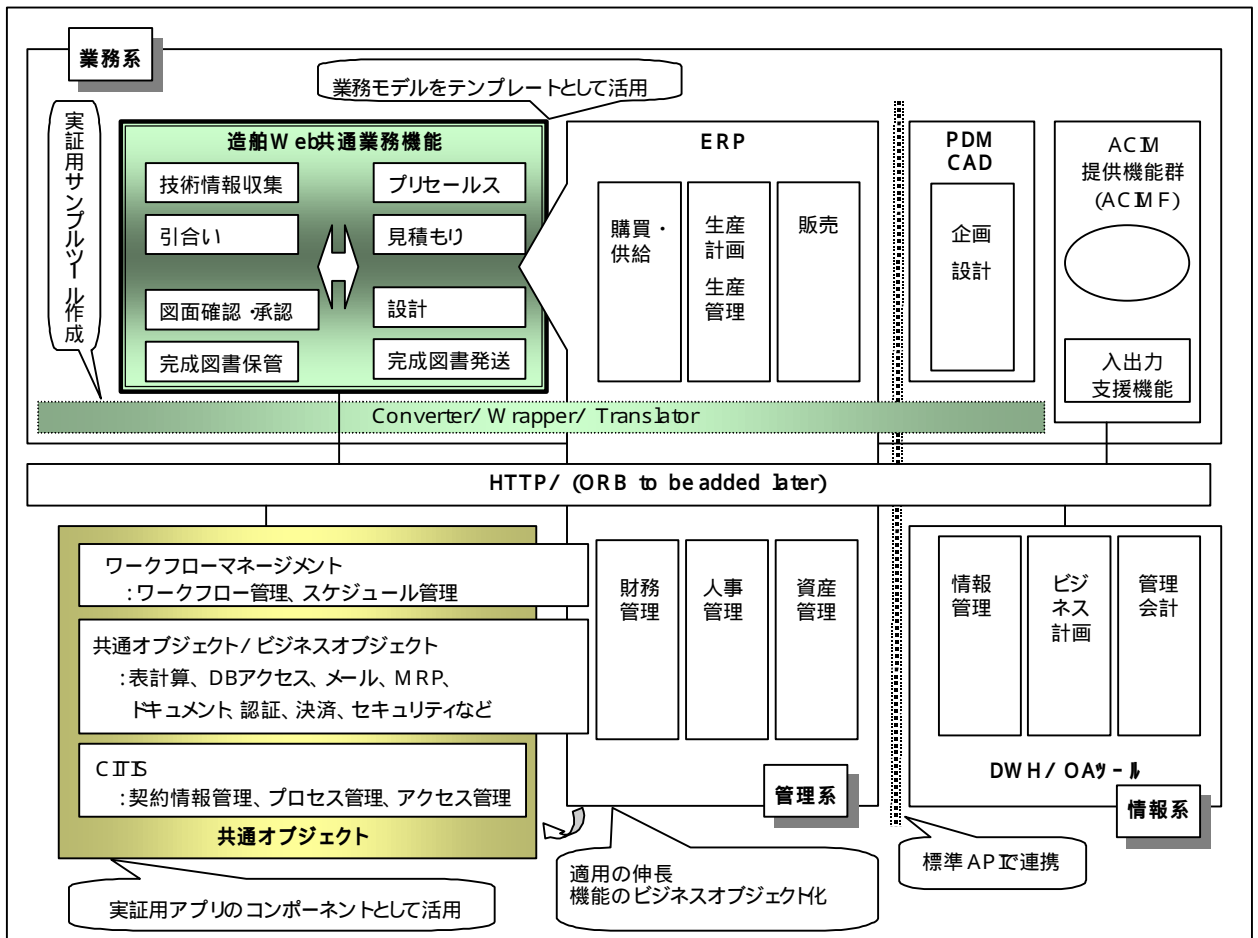 業務系
業務モデルをテンプレートとして活用
実証用サンプルツール作成
造舶Web共通業務機能
技術情報収集
プリセールス
引合い
見積もり
図面確認・承認
設計
完成図書保管
完成図書発送
ERP
購買・
供給
生産
計画
生産
管理
販売
PDM
CAD
企画
設計
ACIM
提供機能群
(ACIMF)
入出力
支援機能
Converter/ Wrapper/ Translator
HTTP/ (ORB to be added later)
ワークフローマネージメント
:ワークフロー管理、スケジュール管理
共通オブジェクト/ ビジネスオブジェクト
:表計算、DBアクセス、メール、MRP、
ドキュメント、認証、決済、セキュリティなど
CITIS
:契約情報管理、プロセス管理、アクセス管理
共通オブジェクト
財務
管理
人事
管理
資産
管理
管理系
情報
管理
ビジ
ネス
計画
管理
会計
DWH/ OAツール
情報系
実証用アプリのコンポーネントとして活用
適用の伸長
機能のビジネスオブジェクト化
標準APIで連携